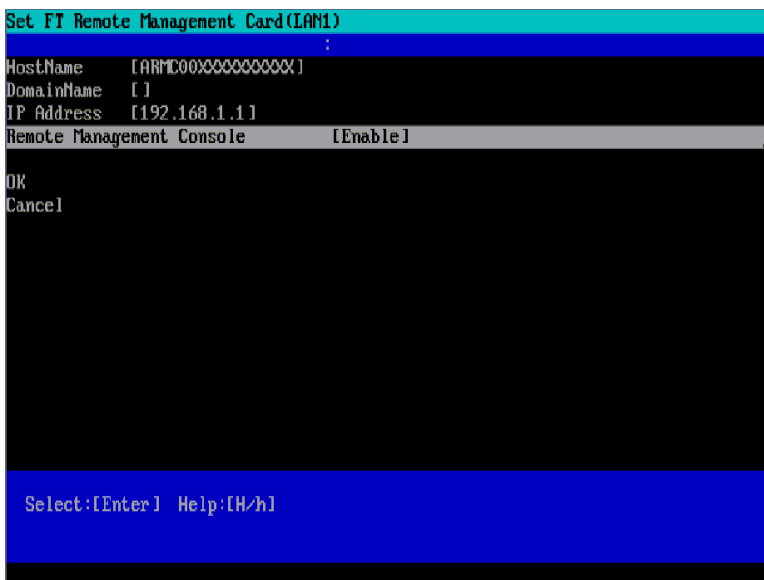 Set FT Remote Management Card(LAN1)
:
HostName [ARMC00XXXXXXXXXX]
DomainName []
IP Address [192.168.1.1]
Remote Management Console [Enable]
OK
Cancel
Select:[Enter] Help:[H/h]